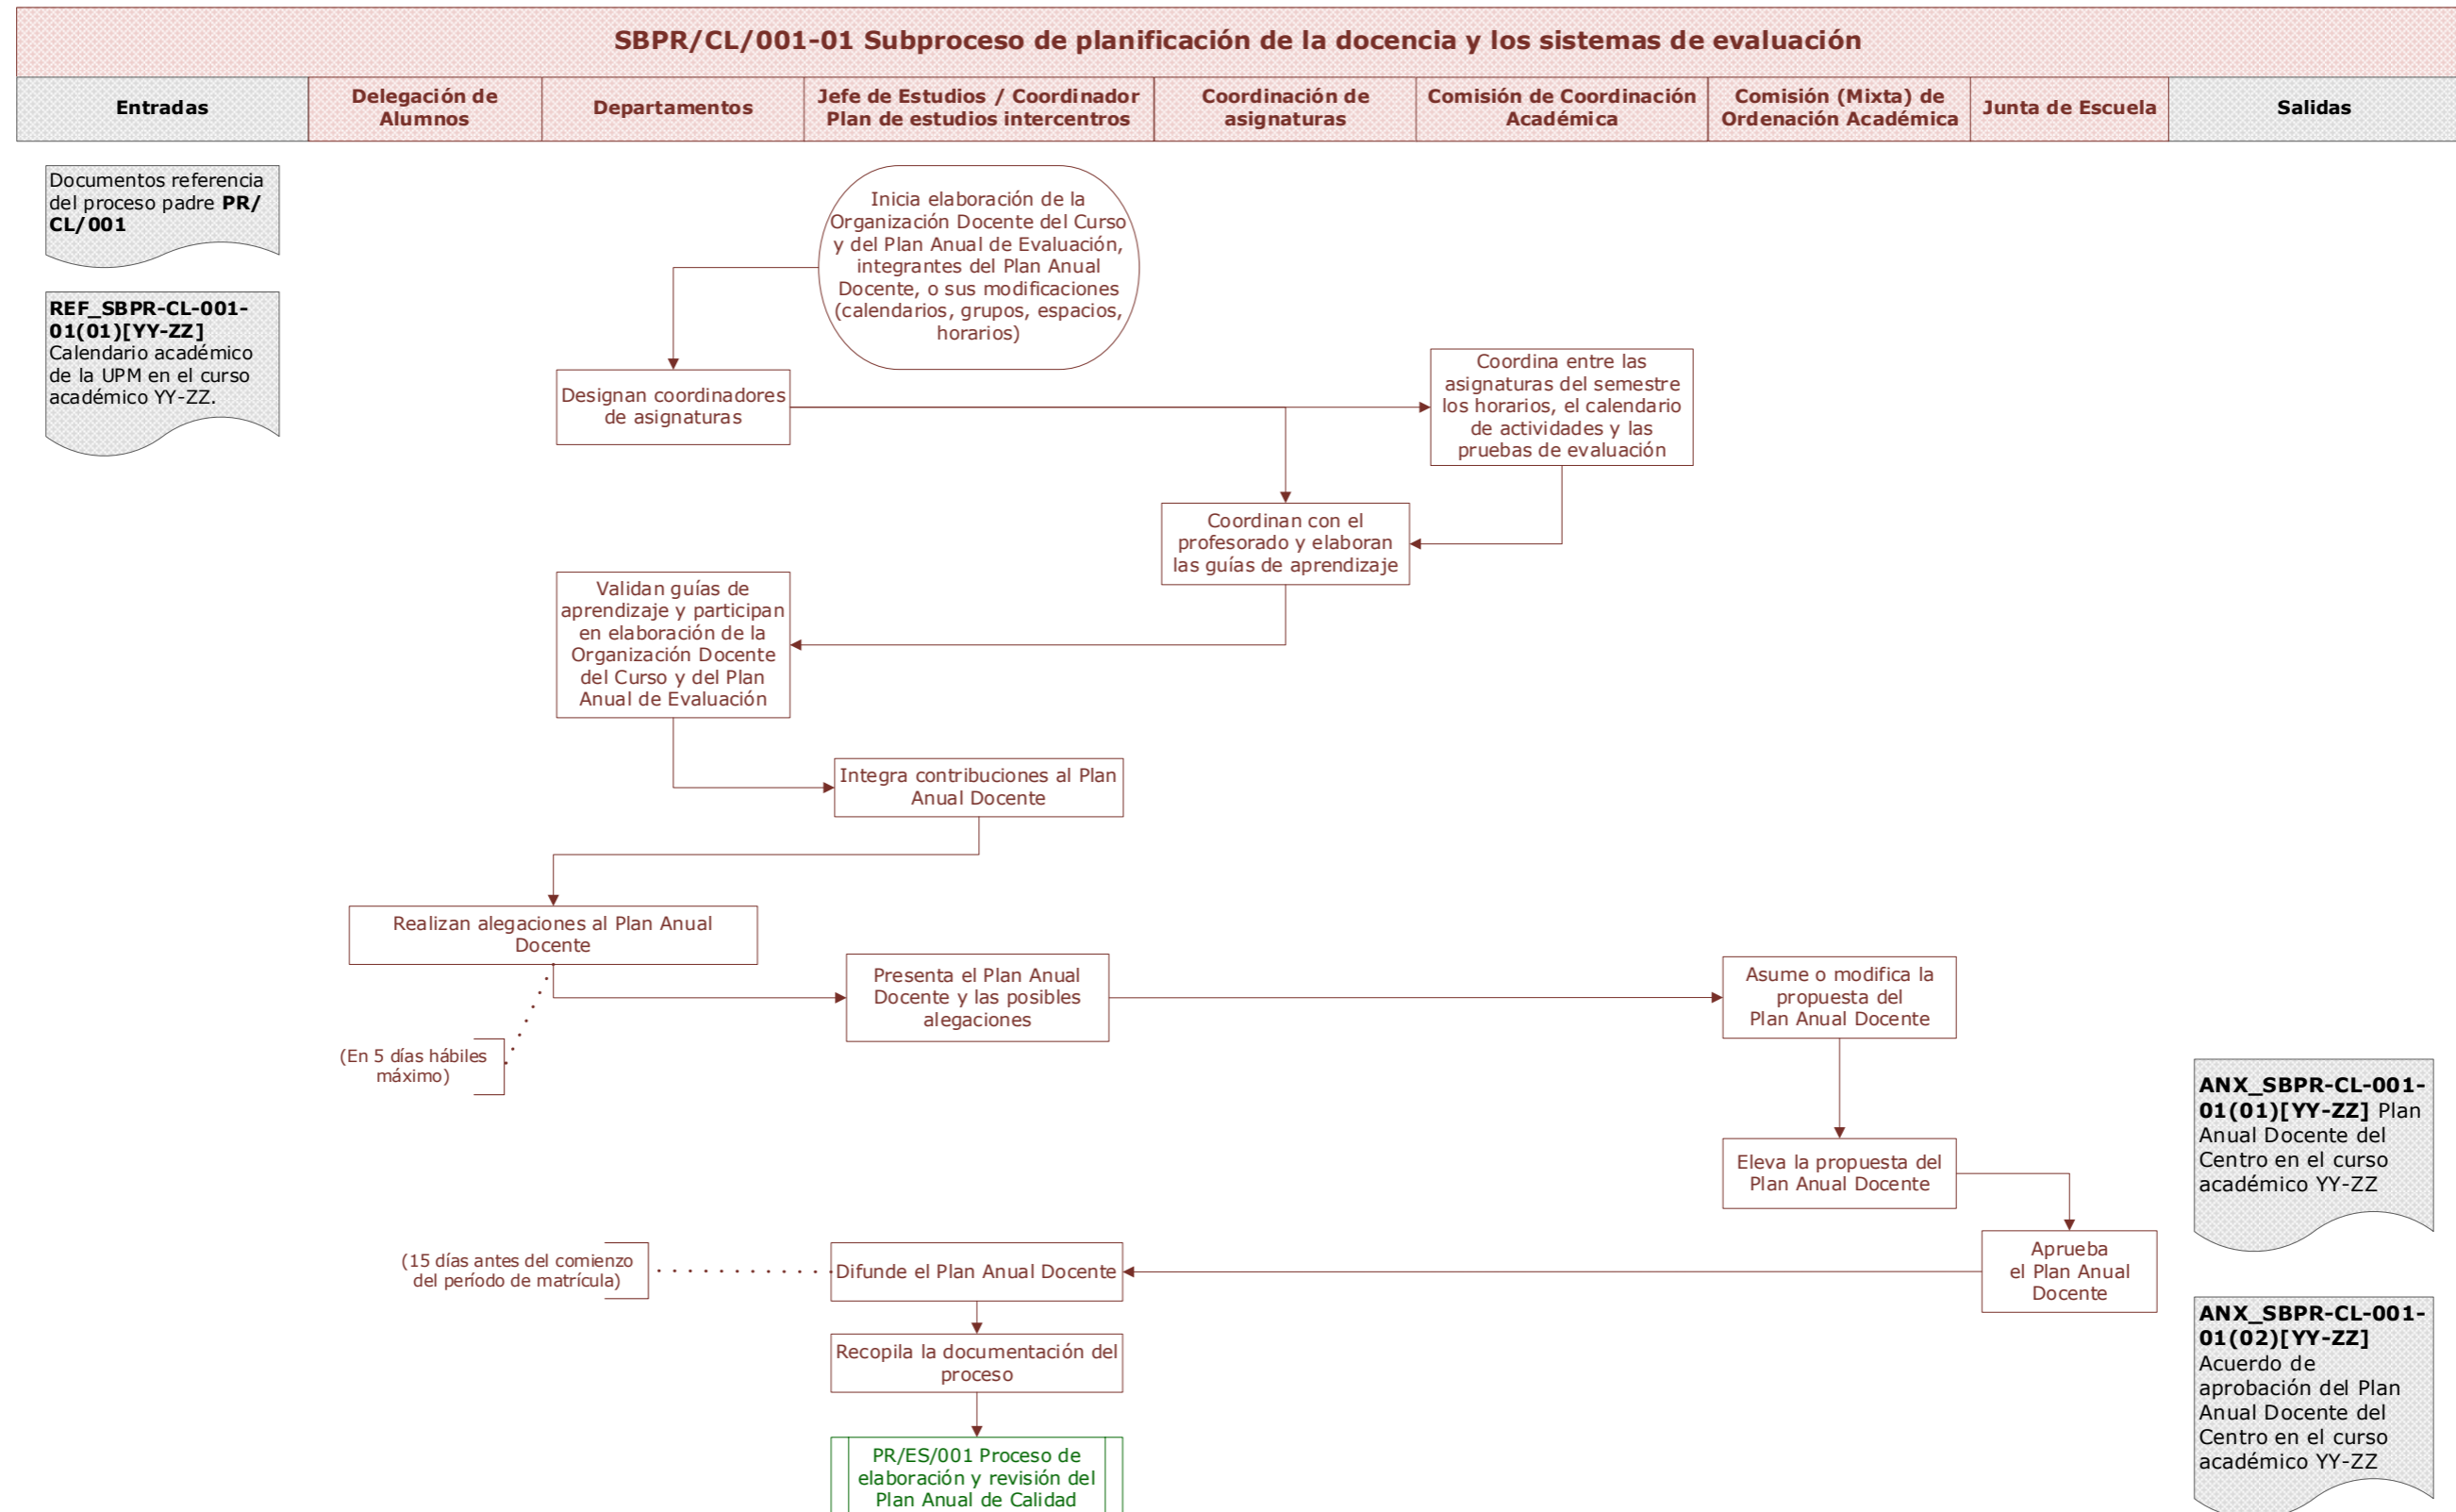 SBPR/CL/001-01 Subproceso de planificación de la docencia y los sistemas de evaluación
Entradas
Delegación de
Alumnos
Departamentos
Jefe de Estudios / Coordinador
Plan de estudios intercentros
Coordinación de
asignaturas
Comisión de Coordinación
Académica
Comisión (Mixta) de
Ordenación Académica
Junta de Escuela
Salidas
Documentos referencia
del proceso padre PR/
CL/001
REF_SBPR-CL-001-
01(01)[YY-ZZ]
Calendario académico
de la UPM en el curso
académico YY-ZZ.
Inicia elaboración de la
Organización Docente del Curso
y del Plan Anual de Evaluación,
integrantes del Plan Anual
Docente, o sus modificaciones
(calendarios, grupos, espacios,
horarios)
Designan coordinadores
de asignaturas
Coordina entre las
asignaturas del semestre
los horarios, el calendario
de actividades y las
pruebas de evaluación
Coordinan con el
profesorado y elaboran
las guías de aprendizaje
Validan guías de
aprendizaje y participan
en elaboración de la
Organización Docente
del Curso y del Plan
Anual de Evaluación
Integra contribuciones al Plan
Anual Docente
Realizan alegaciones al Plan Anual
Docente
(En 5 días hábiles
máximo)
Presenta el Plan Anual
Docente y las posibles
alegaciones
Asume o modifica la
propuesta del
Plan Anual Docente
Eleva la propuesta del
Plan Anual Docente
Aprueba
el Plan Anual
Docente
(15 días antes del comienzo
del período de matrícula)
Difunde el Plan Anual Docente
Recopila la documentación del
proceso
PR/ES/001 Proceso de
elaboración y revisión del
Plan Anual de Calidad
ANX_SBPR-CL-001-
01(01)[YY-ZZ] Plan
Anual Docente del
Centro en el curso
académico YY-ZZ
ANX_SBPR-CL-001-
01(02)[YY-ZZ]
Acuerdo de
aprobación del Plan
Anual Docente del
Centro en el curso
académico YY-ZZ